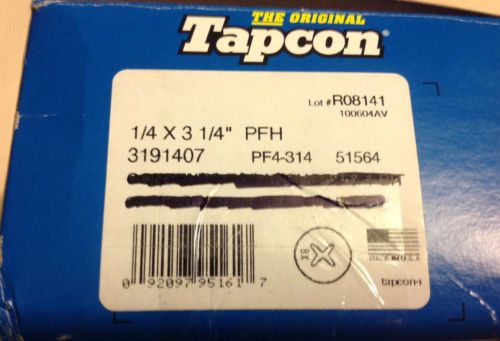 THE ORIGINAL
Tapcon®
Lot # R08141
100604AV
1/4 X 3 1/4" PFH
3191407 PF4-314 51564
BX
0 92097 95161 7